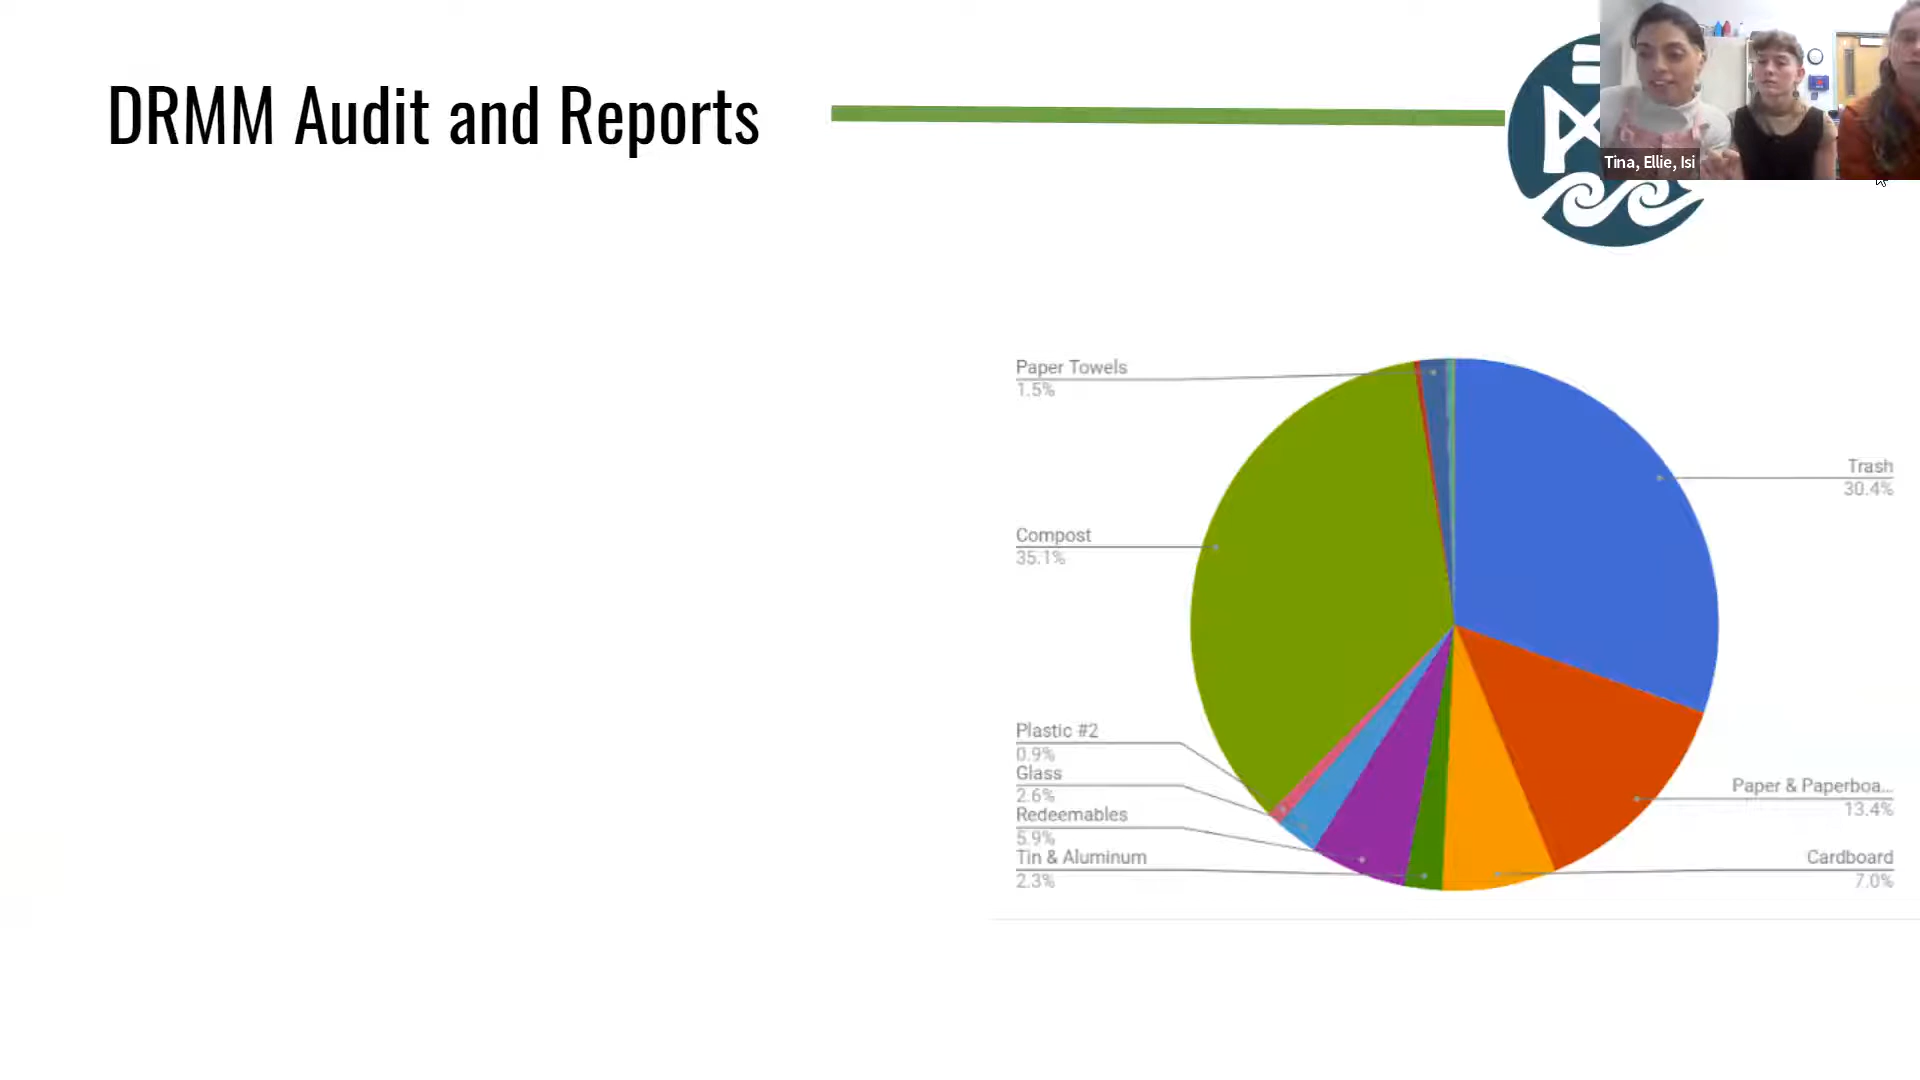 DRMM Audit and Reports
Tina, Ellie, Isi
Paper Towels
1.5%
Trash
30.4%
Compost
35.1%
Plastic #2
0.9%
Glass
2.6%
Redeemables
5.9%
Tin & Aluminum
2.3%
Paper & Paperboa...
13.4%
Cardboard
7.0%